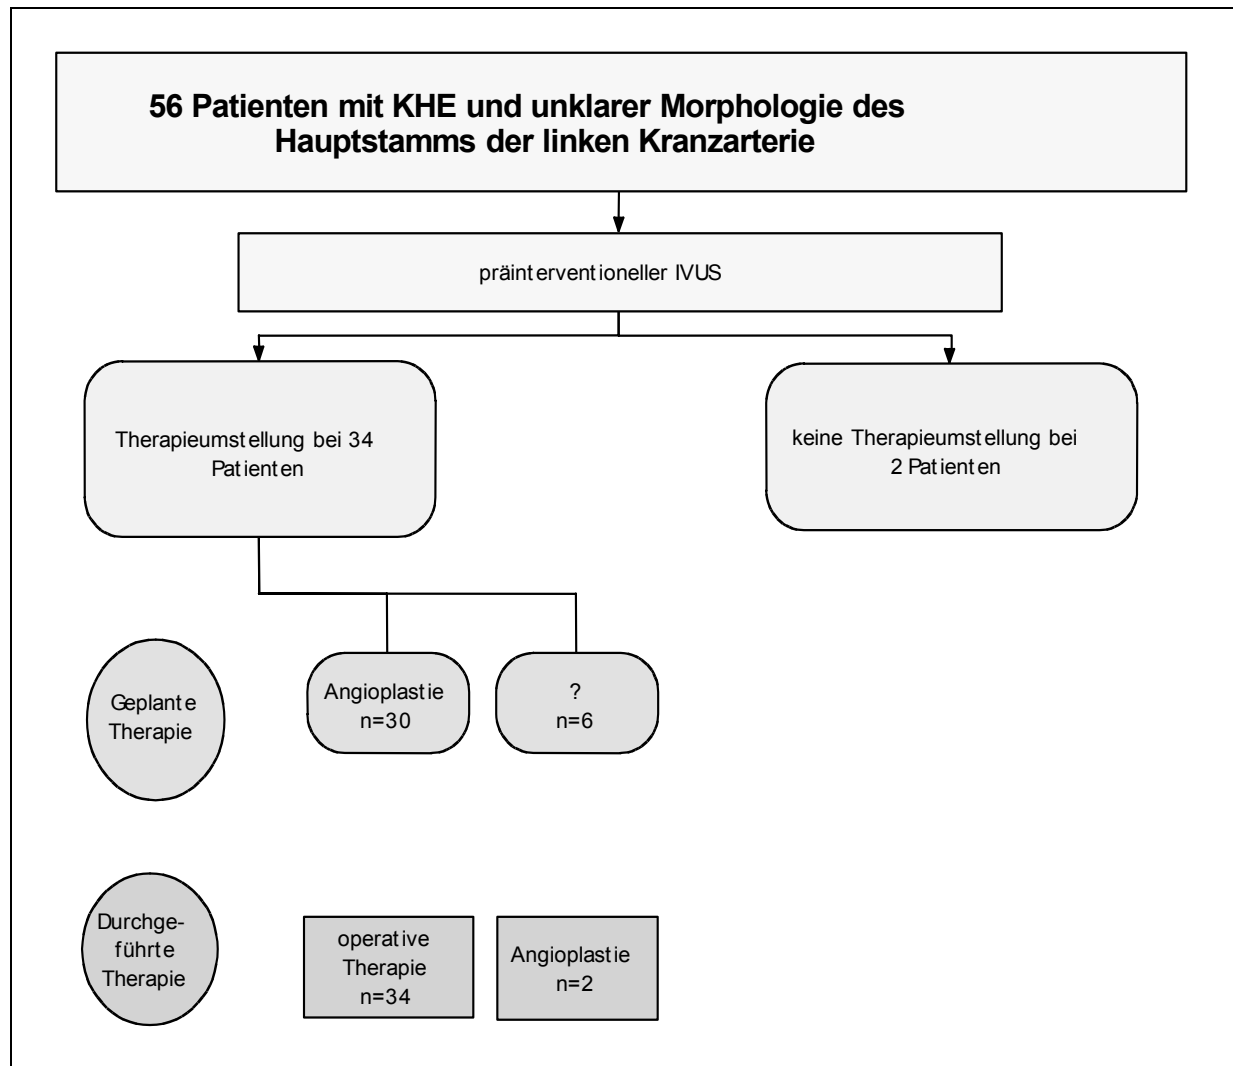 56 Patienten mit KHE und unklarer Morphologie des
Hauptstamms der linken Kranzarterie
präinterventioneller IVUS
Therapieumstellung bei 34
Patienten
keine Therapieumstellung bei
2 Patienten
Geplante
Therapie
Angioplastie
n=30
?
n=6
Durchge-
führte
Therapie
operative
Therapie
n=34
Angioplastie
n=2